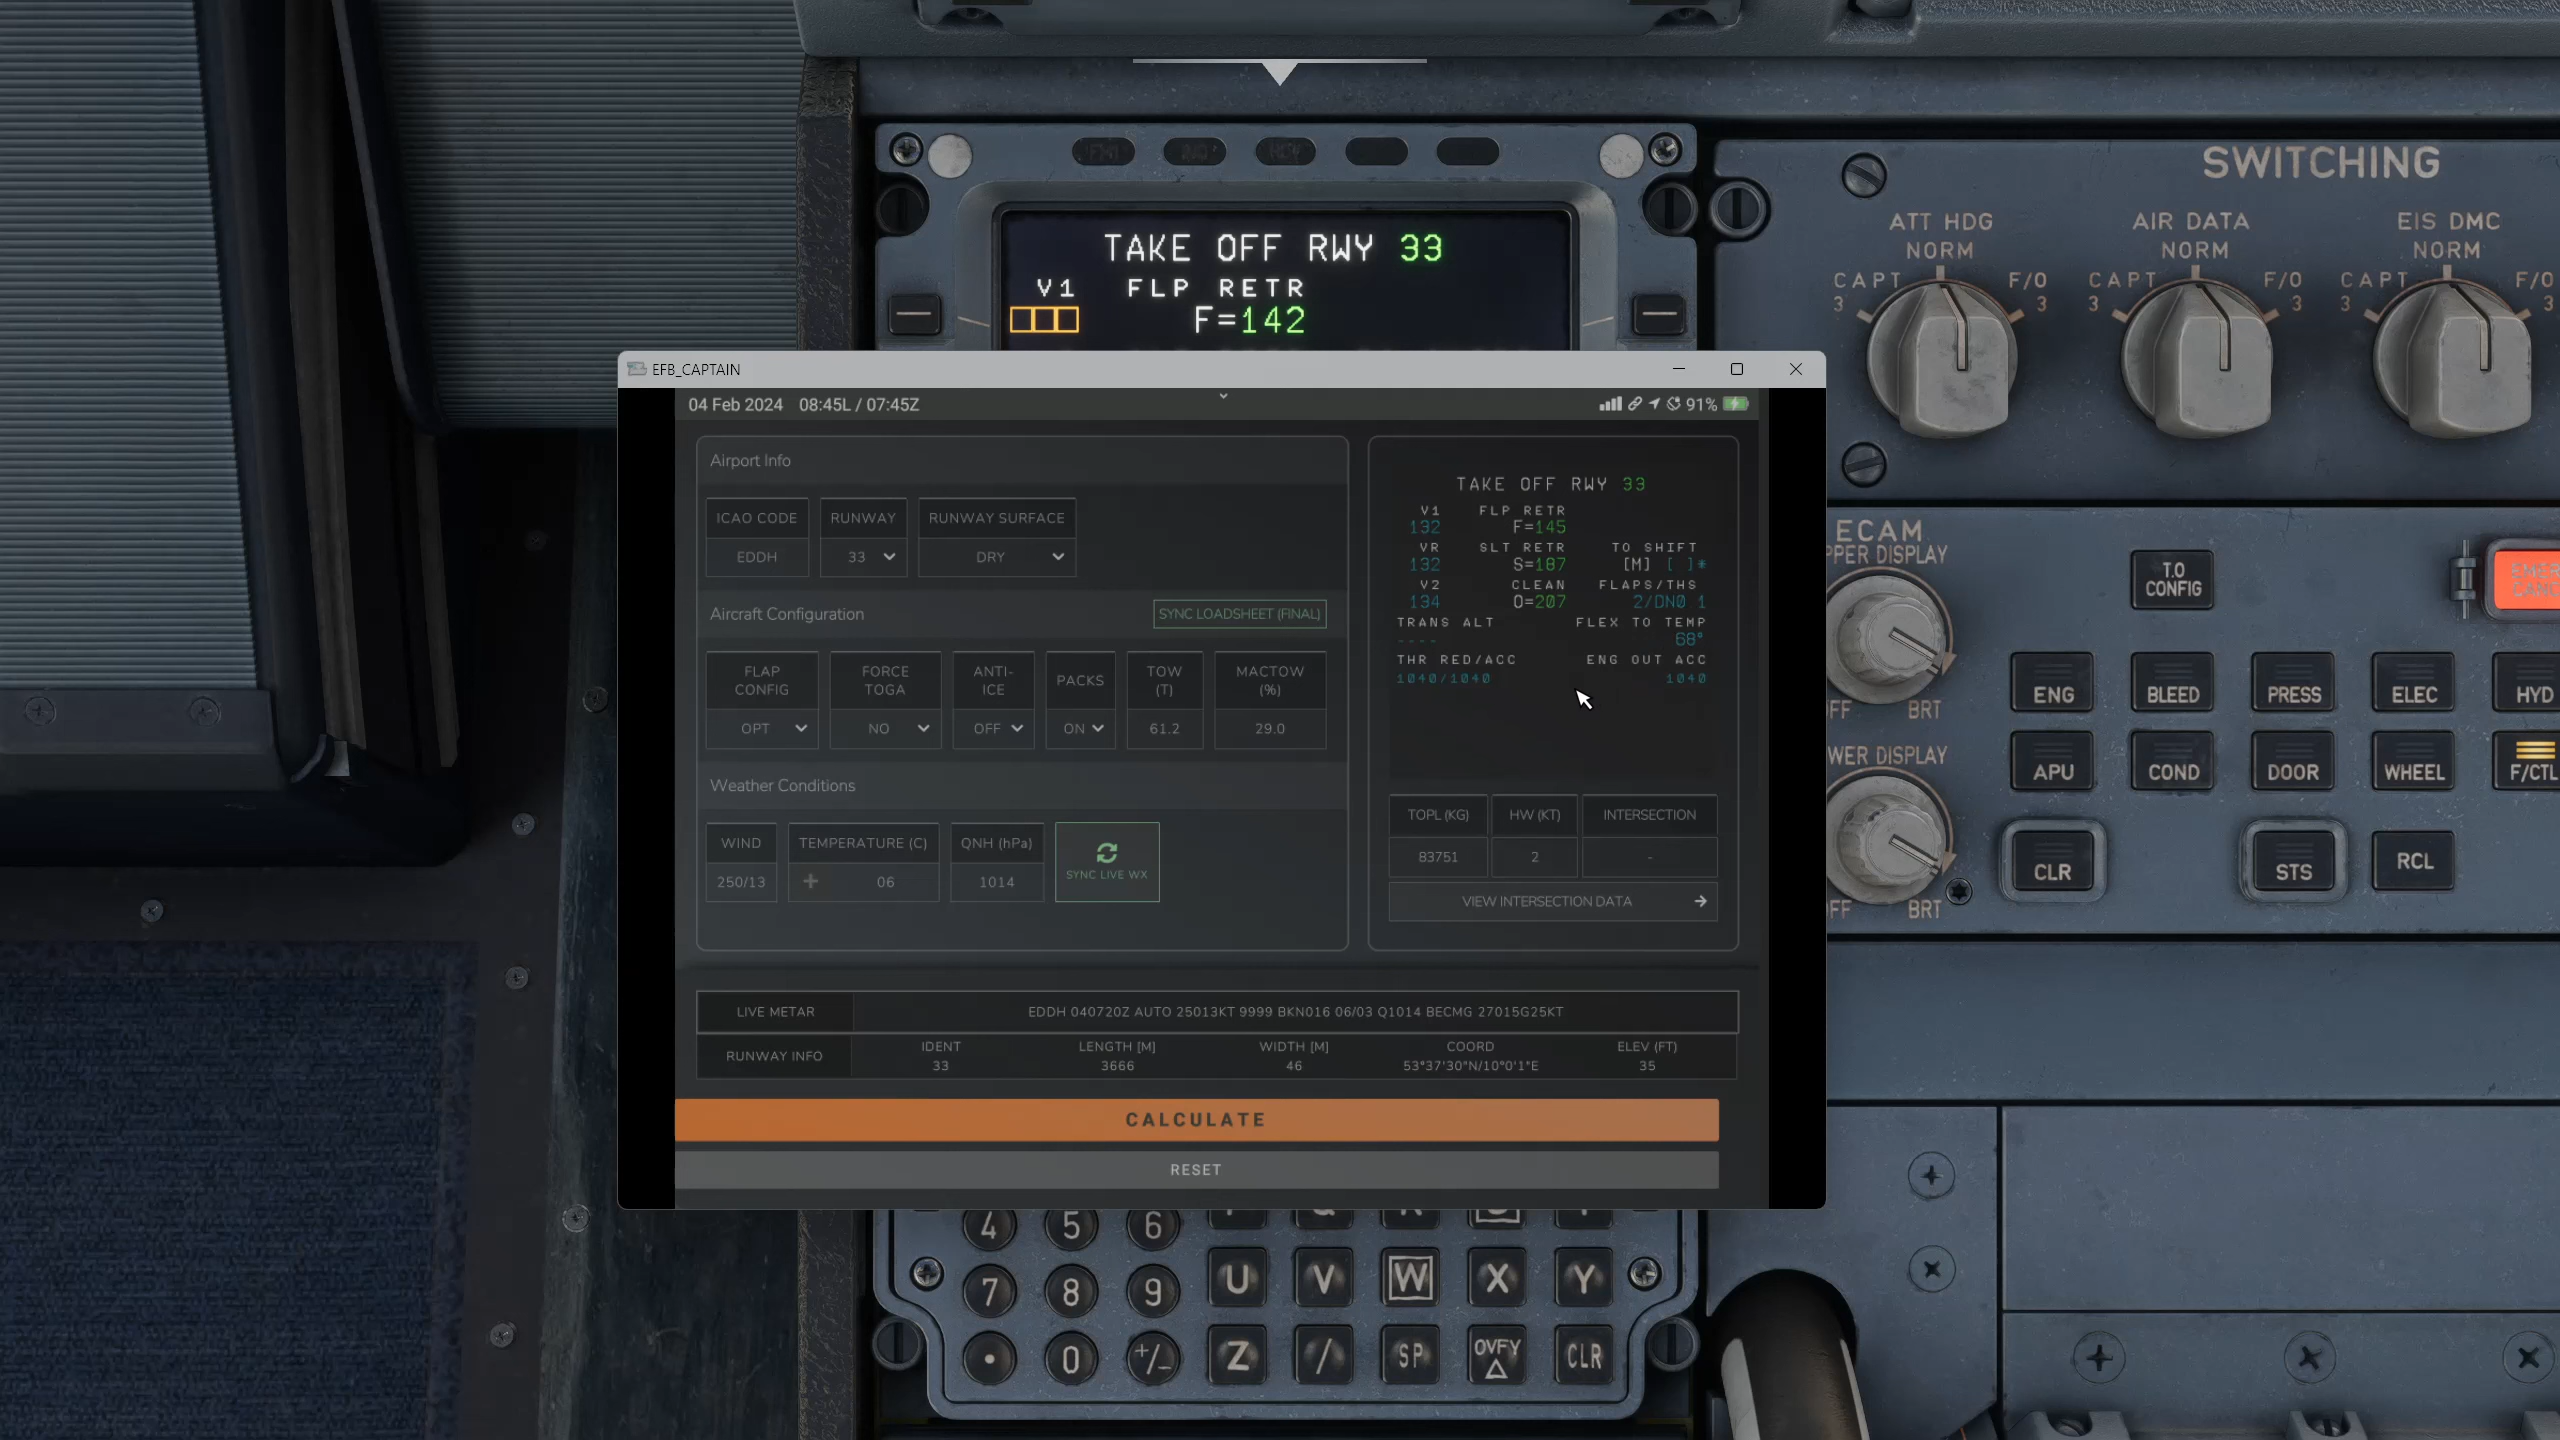 TAKE OFF RWY 33
V1 FLP RETR
F=142
SWITCHING
ATT HDG
NORM
CAPT F/O
3 3
AIR DATA
NORM
CAPT F/O
3 3
EIS DMC
NORM
CAPT F/O
3 3
EFB_CAPTAIN
04 Feb 2024 08:45L / 07:45Z
91%
Airport Info
ICAO CODE RUNWAY RUNWAY SURFACE
EDDH 33 DRY
Aircraft Configuration SYNC LOADSHEET (FINAL)
FLAP CONFIG FORCE TOGA ANTI-ICE PACKS TOW (T) MACTOW (%)
OPT NO OFF ON 61.2 29.0
Weather Conditions
WIND TEMPERATURE (C) QNH (hPa)
250/13 + 06 1014
SYNC LIVE WX
TAKE OFF RWY 33
V1 FLP RETR
132 F=145
VR SLT RETR TO SHIFT
132 S=187 [M] [ ]*
V2 CLEAN FLAPS/THS
134 O=207 2/DN0.1
TRANS ALT FLEX TO TEMP
---- 68°
THR RED/ACC ENG OUT ACC
1040/1040 1040
TOPL (KG) HW (KT) INTERSECTION
83751 2 -
VIEW INTERSECTION DATA
LIVE METAR EDDH 040720Z AUTO 25013KT 9999 BKN016 06/03 Q1014 BECMG 27015G25KT
RUNWAY INFO
IDENT LENGTH [M] WIDTH [M] COORD ELEV (FT)
33 3666 46 53°37'30"N/10°0'1"E 35
CALCULATE
RESET
ECAM
PPER DISPLAY
FF BRT
WER DISPLAY
FF BRT
T.O CONFIG
EMER CANC
ENG BLEED PRESS ELEC HYD
APU COND DOOR WHEEL F/CTL
CLR STS RCL
4 5 6
7 8 9 U V W X Y
. 0 +/- Z / SP OVFY CLR